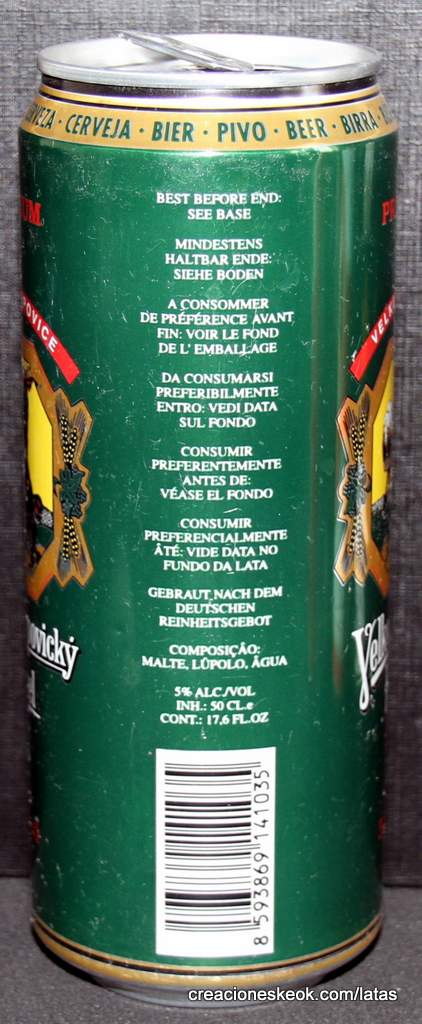 CERVEJA · BIER · PIVO · BEER · BIRRA
BEST BEFORE END:
SEE BASE
MINDESTENS
HALTBAR ENDE:
SIEHE BODEN
A CONSOMMER
DE PRÉFÉRENCE AVANT
FIN: VOIR LE FOND
DE L' EMBALLAGE
DA CONSUMARSI
PREFERIBILMENTE
ENTRO: VEDI DATA
SUL FONDO
CONSUMIR
PREFERENTEMENTE
ANTES DE:
VÉASE EL FONDO
CONSUMIR
PREFERENCIALMENTE
ÂTÉ: VIDE DATA NO
FUNDO DA LATA
GEBRAUT NACH DEM
DEUTSCHEN
REINHEITSGEBOT
COMPOSIÇÃO:
MALTE, LÚPOLO, ÂGUA
5% ALC./VOL
INH.: 50 CL.e
CONT.: 17,6 FL.OZ
8 593869 141035
creacioneskeok.com/latas